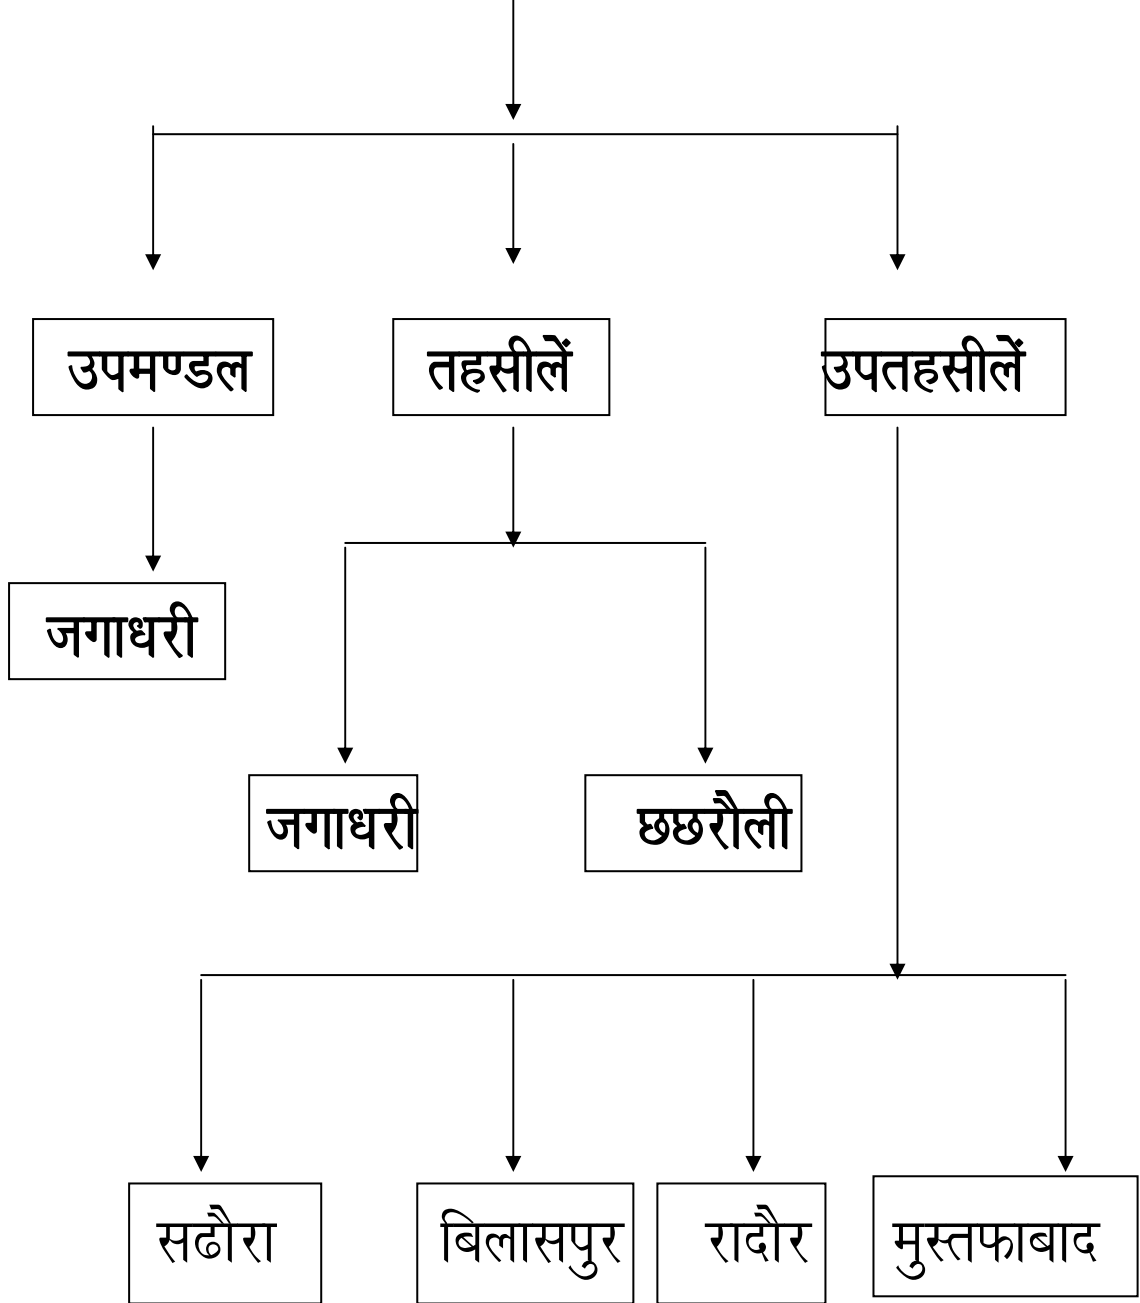 उपमण्डल तहसीलें उपतहसीलें
जगाधरी
जगाधरी छछरौली
सढौरा बिलासपुर रादौर मुस्तफाबाद